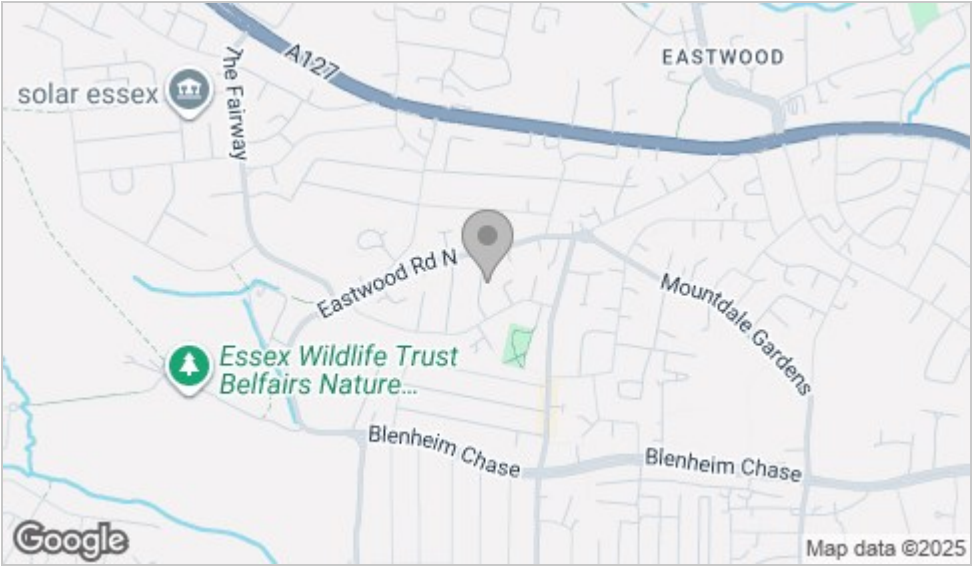 A127
EASTWOOD
solar essex
The Fairway
Eastwood Rd N
Mountdale Gardens
Essex Wildlife Trust
Belfairs Nature...
Blenheim Chase
Blenheim Chase
Google
Map data ©2025